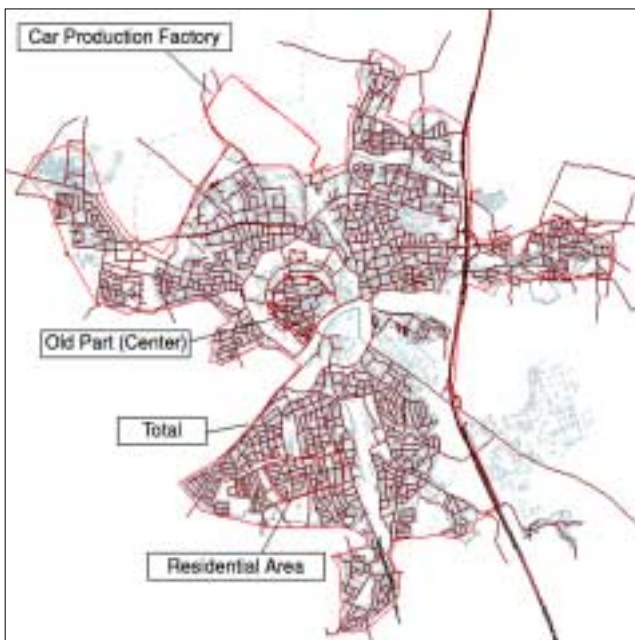 Car Production Factory
Old Part (Center)
Total
Residential Area